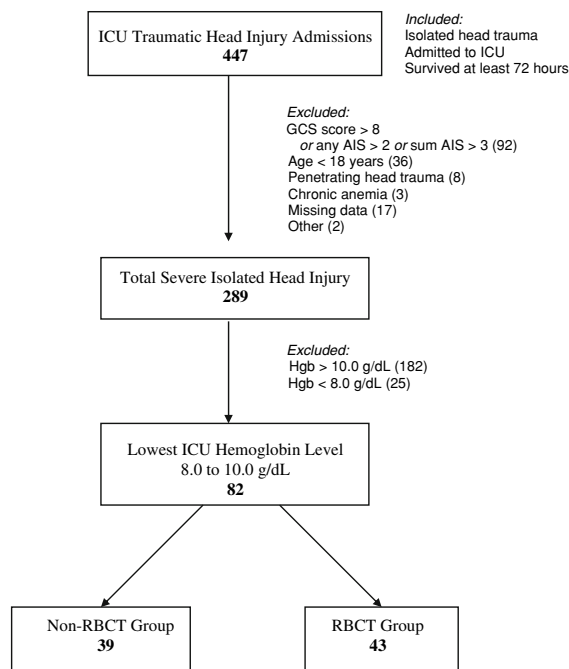 ICU Traumatic Head Injury Admissions
447
Included:
Isolated head trauma
Admitted to ICU
Survived at least 72 hours
Excluded:
GCS score > 8
or any AIS > 2 or sum AIS > 3 (92)
Age < 18 years (36)
Penetrating head trauma (8)
Chronic anemia (3)
Missing data (17)
Other (2)
Total Severe Isolated Head Injury
289
Excluded:
Hgb > 10.0 g/dL (182)
Hgb < 8.0 g/dL (25)
Lowest ICU Hemoglobin Level
8.0 to 10.0 g/dL
82
Non-RBCT Group
39
RBCT Group
43